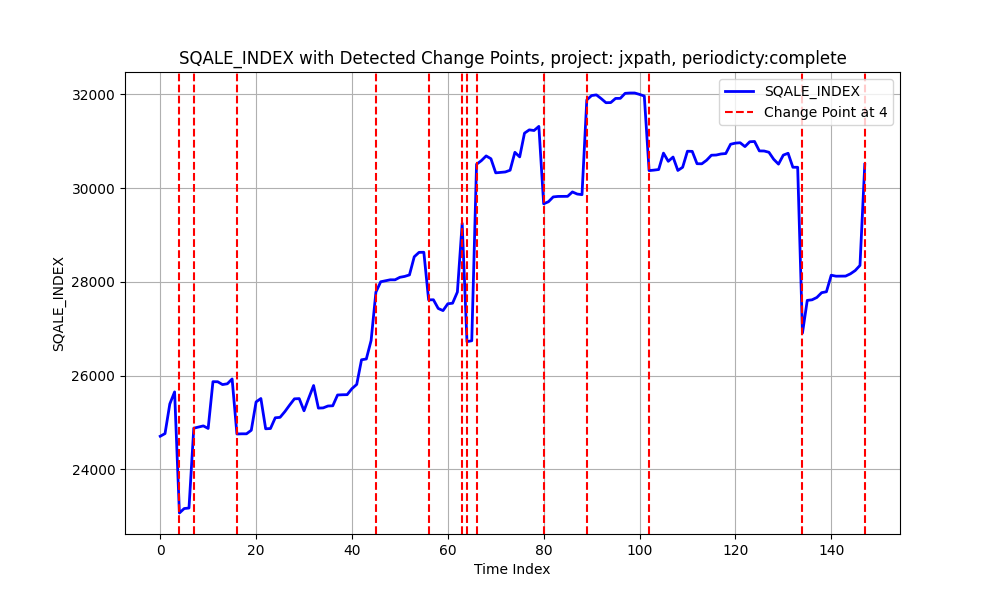 SQALE_INDEX with Detected Change Points, project: jxpath, periodicty:complete
SQALE_INDEX
Change Point at 4
32000
30000
28000
26000
24000
SQALE_INDEX
0 20 40 60 80 100 120 140
Time Index